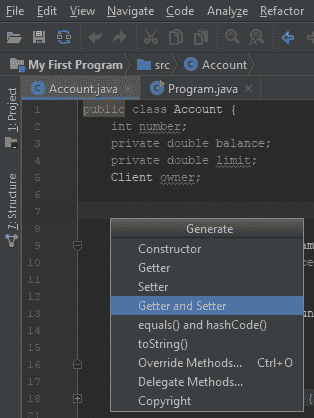 File Edit View Navigate Code Analyze Refactor
My First Program src Account
Account.java Program.java
1: Project
7: Structure
1 public class Account {
2 int number;
3 private double balance;
4 private double limit;
5 Client owner;
6
7
8
9
10
11
12
13
14
15
16
17
18 {
Generate
Constructor
Getter
Setter
Getter and Setter
equals() and hashCode()
toString()
Override Methods... Ctrl+O
Delegate Methods...
Copyright